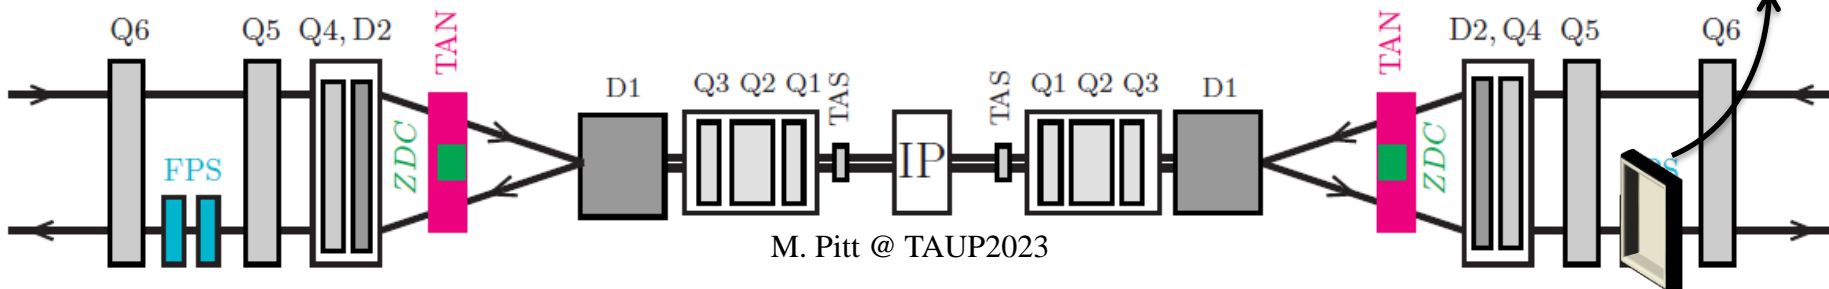 Q6 Q5 Q4, D2 TAN D1 Q3 Q2 Q1 TAS IP TAS Q1 Q2 Q3 D1 TAN D2, Q4 Q5 Q6
FPS ZDC ZDC
M. Pitt @ TAUP2023